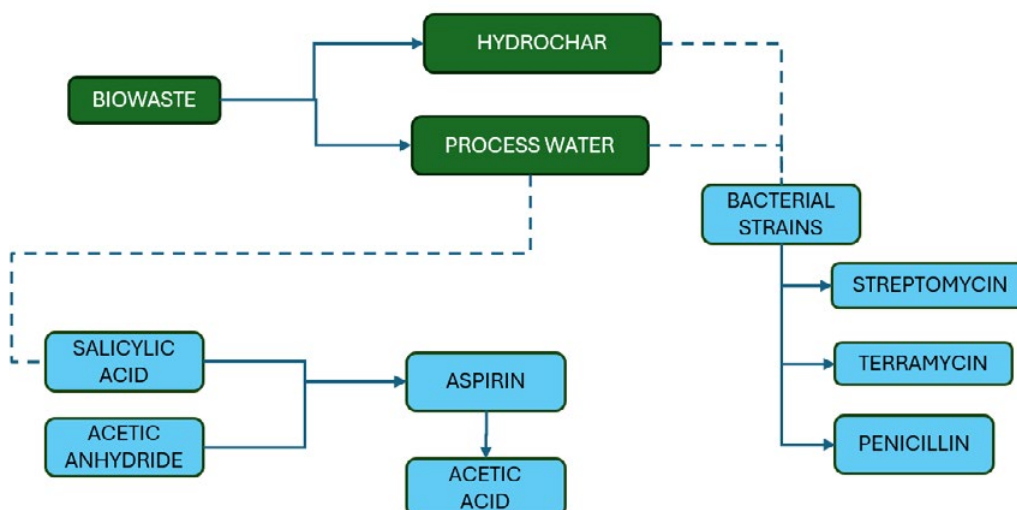 HYDROCHAR
BIOWASTE
PROCESS WATER
BACTERIAL
STRAINS
STREPTOMYCIN
SALICYLIC
ACID
ASPIRIN
TERRAMYCIN
ACETIC
ANHYDRIDE
PENICILLIN
ACETIC
ACID